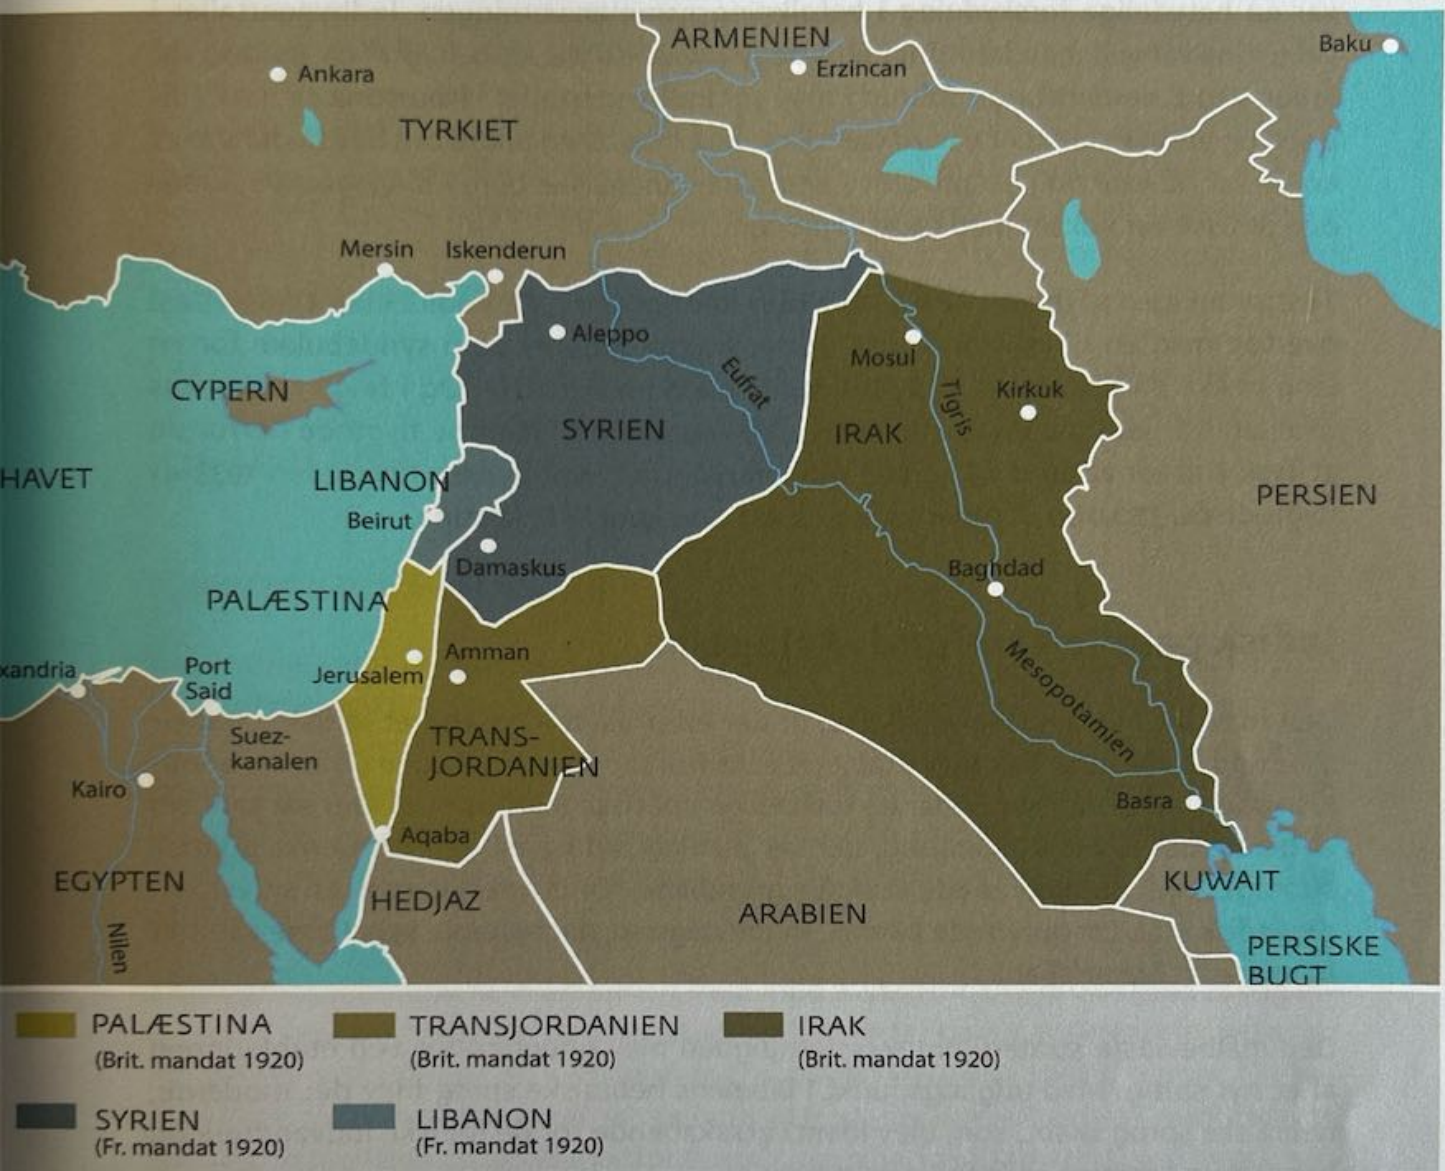 ARMENIEN
Baku
Ankara
Erzincan
TYRKIET
Mersin
Iskenderun
Aleppo
Mosul
Eufrat
Tigris
Kirkuk
CYPERN
SYRIEN
IRAK
HAVET
LIBANON
PERSIEN
Beirut
Damaskus
Baghdad
PALÆSTINA
Amman
Jerusalem
xandria
Port
Said
Mesopotamien
Suez-
kanalen
TRANS-
JORDANIEN
Kairo
Basra
Aqaba
EGYPTEN
HEDJAZ
ARABIEN
KUWAIT
Nilen
PERSISKE
BUGT
PALÆSTINA
(Brit. mandat 1920)
TRANSJORDANIEN
(Brit. mandat 1920)
IRAK
(Brit. mandat 1920)
SYRIEN
(Fr. mandat 1920)
LIBANON
(Fr. mandat 1920)